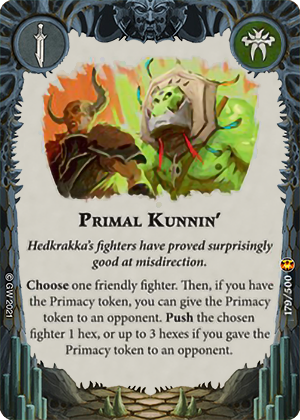 PRIMAL KUNNIN'
Hedkrakka's fighters have proved surprisingly
good at misdirection.
Choose one friendly fighter. Then, if you have
the Primacy token, you can give the Primacy
token to an opponent. Push the chosen
fighter 1 hex, or up to 3 hexes if you gave the
Primacy token to an opponent.
© GW 2021
179/500